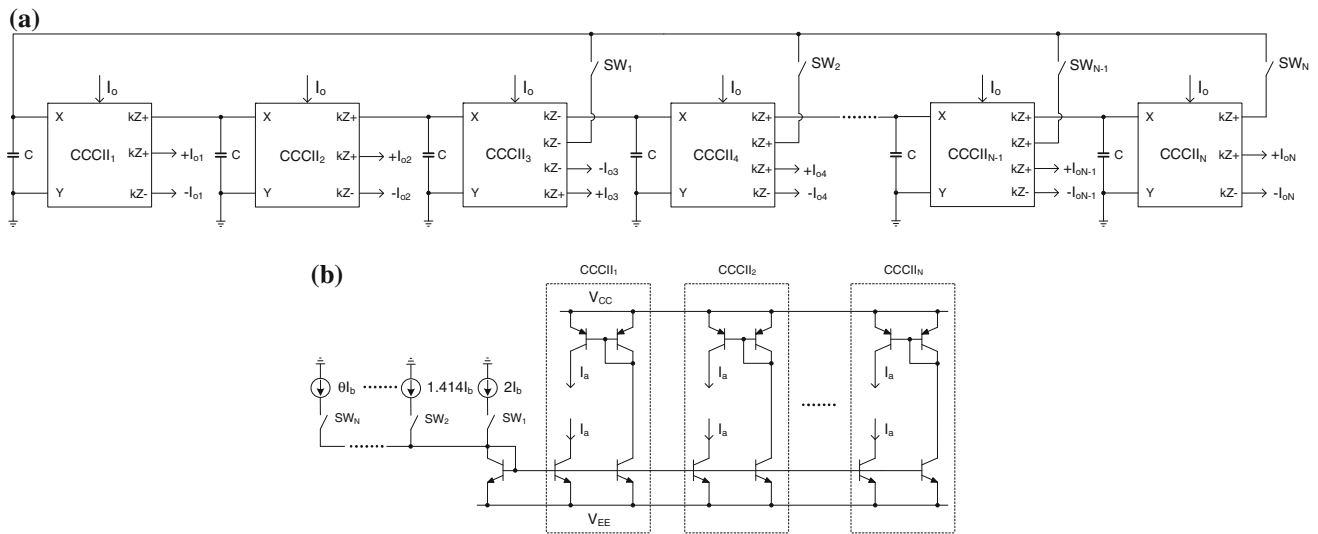 (a)
SW1 SW2 SWN-1 SWN
Io Io Io Io Io Io
X kZ+ X kZ+ X kZ- X kZ+ X kZ+ X kZ+
kZ- kZ+ kZ+
C CCCII1 kZ+ +Io1 C CCCII2 kZ+ +Io2 C CCCII3 kZ- -Io3 C CCCII4 kZ+ +Io4 C CCCIIN-1 kZ+ +IoN-1 C CCCIIN kZ+ +IoN
Y kZ- -Io1 Y kZ- -Io2 Y kZ+ +Io3 Y kZ- -Io4 Y kZ- -IoN-1 Y kZ- -IoN
(b)
CCCII1 CCCII2 CCCIIN
VCC
θIb 1.414Ib 2Ib Ia Ia Ia
SWN SW2 SW1 Ia Ia Ia
VEE